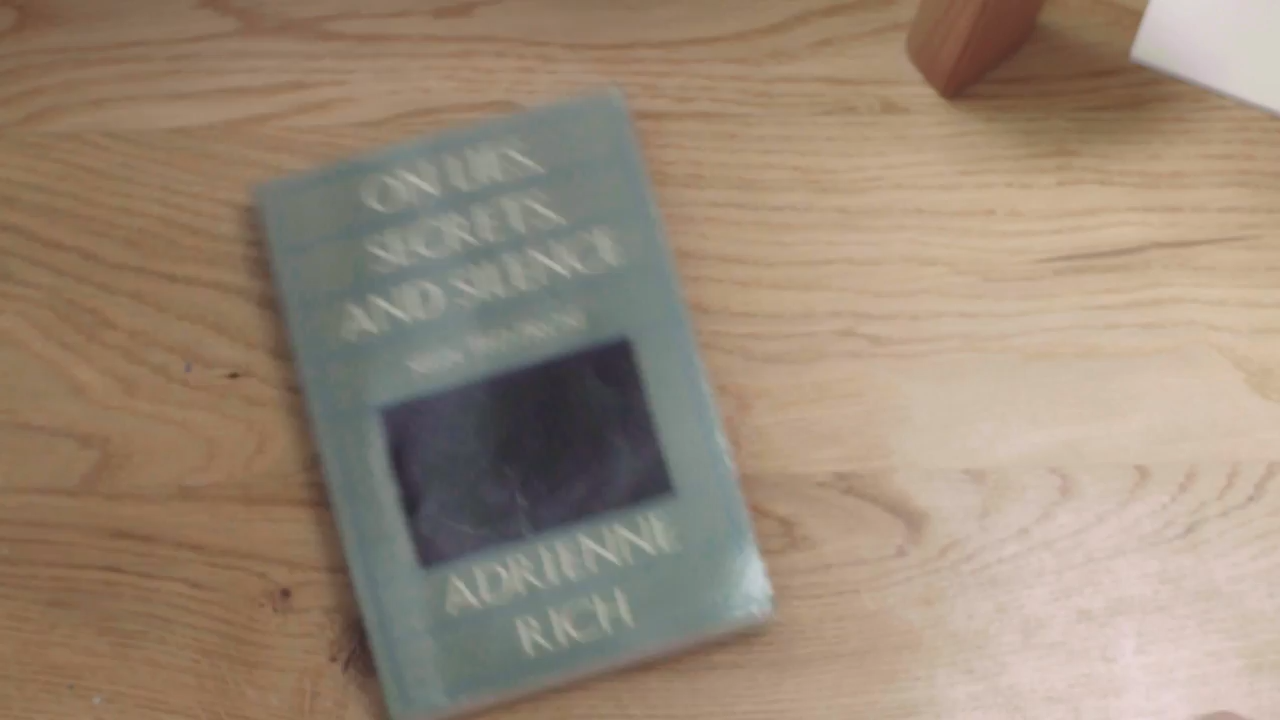 ON LIES,
SECRETS,
AND SILENCE
ADRIENNE
RICH